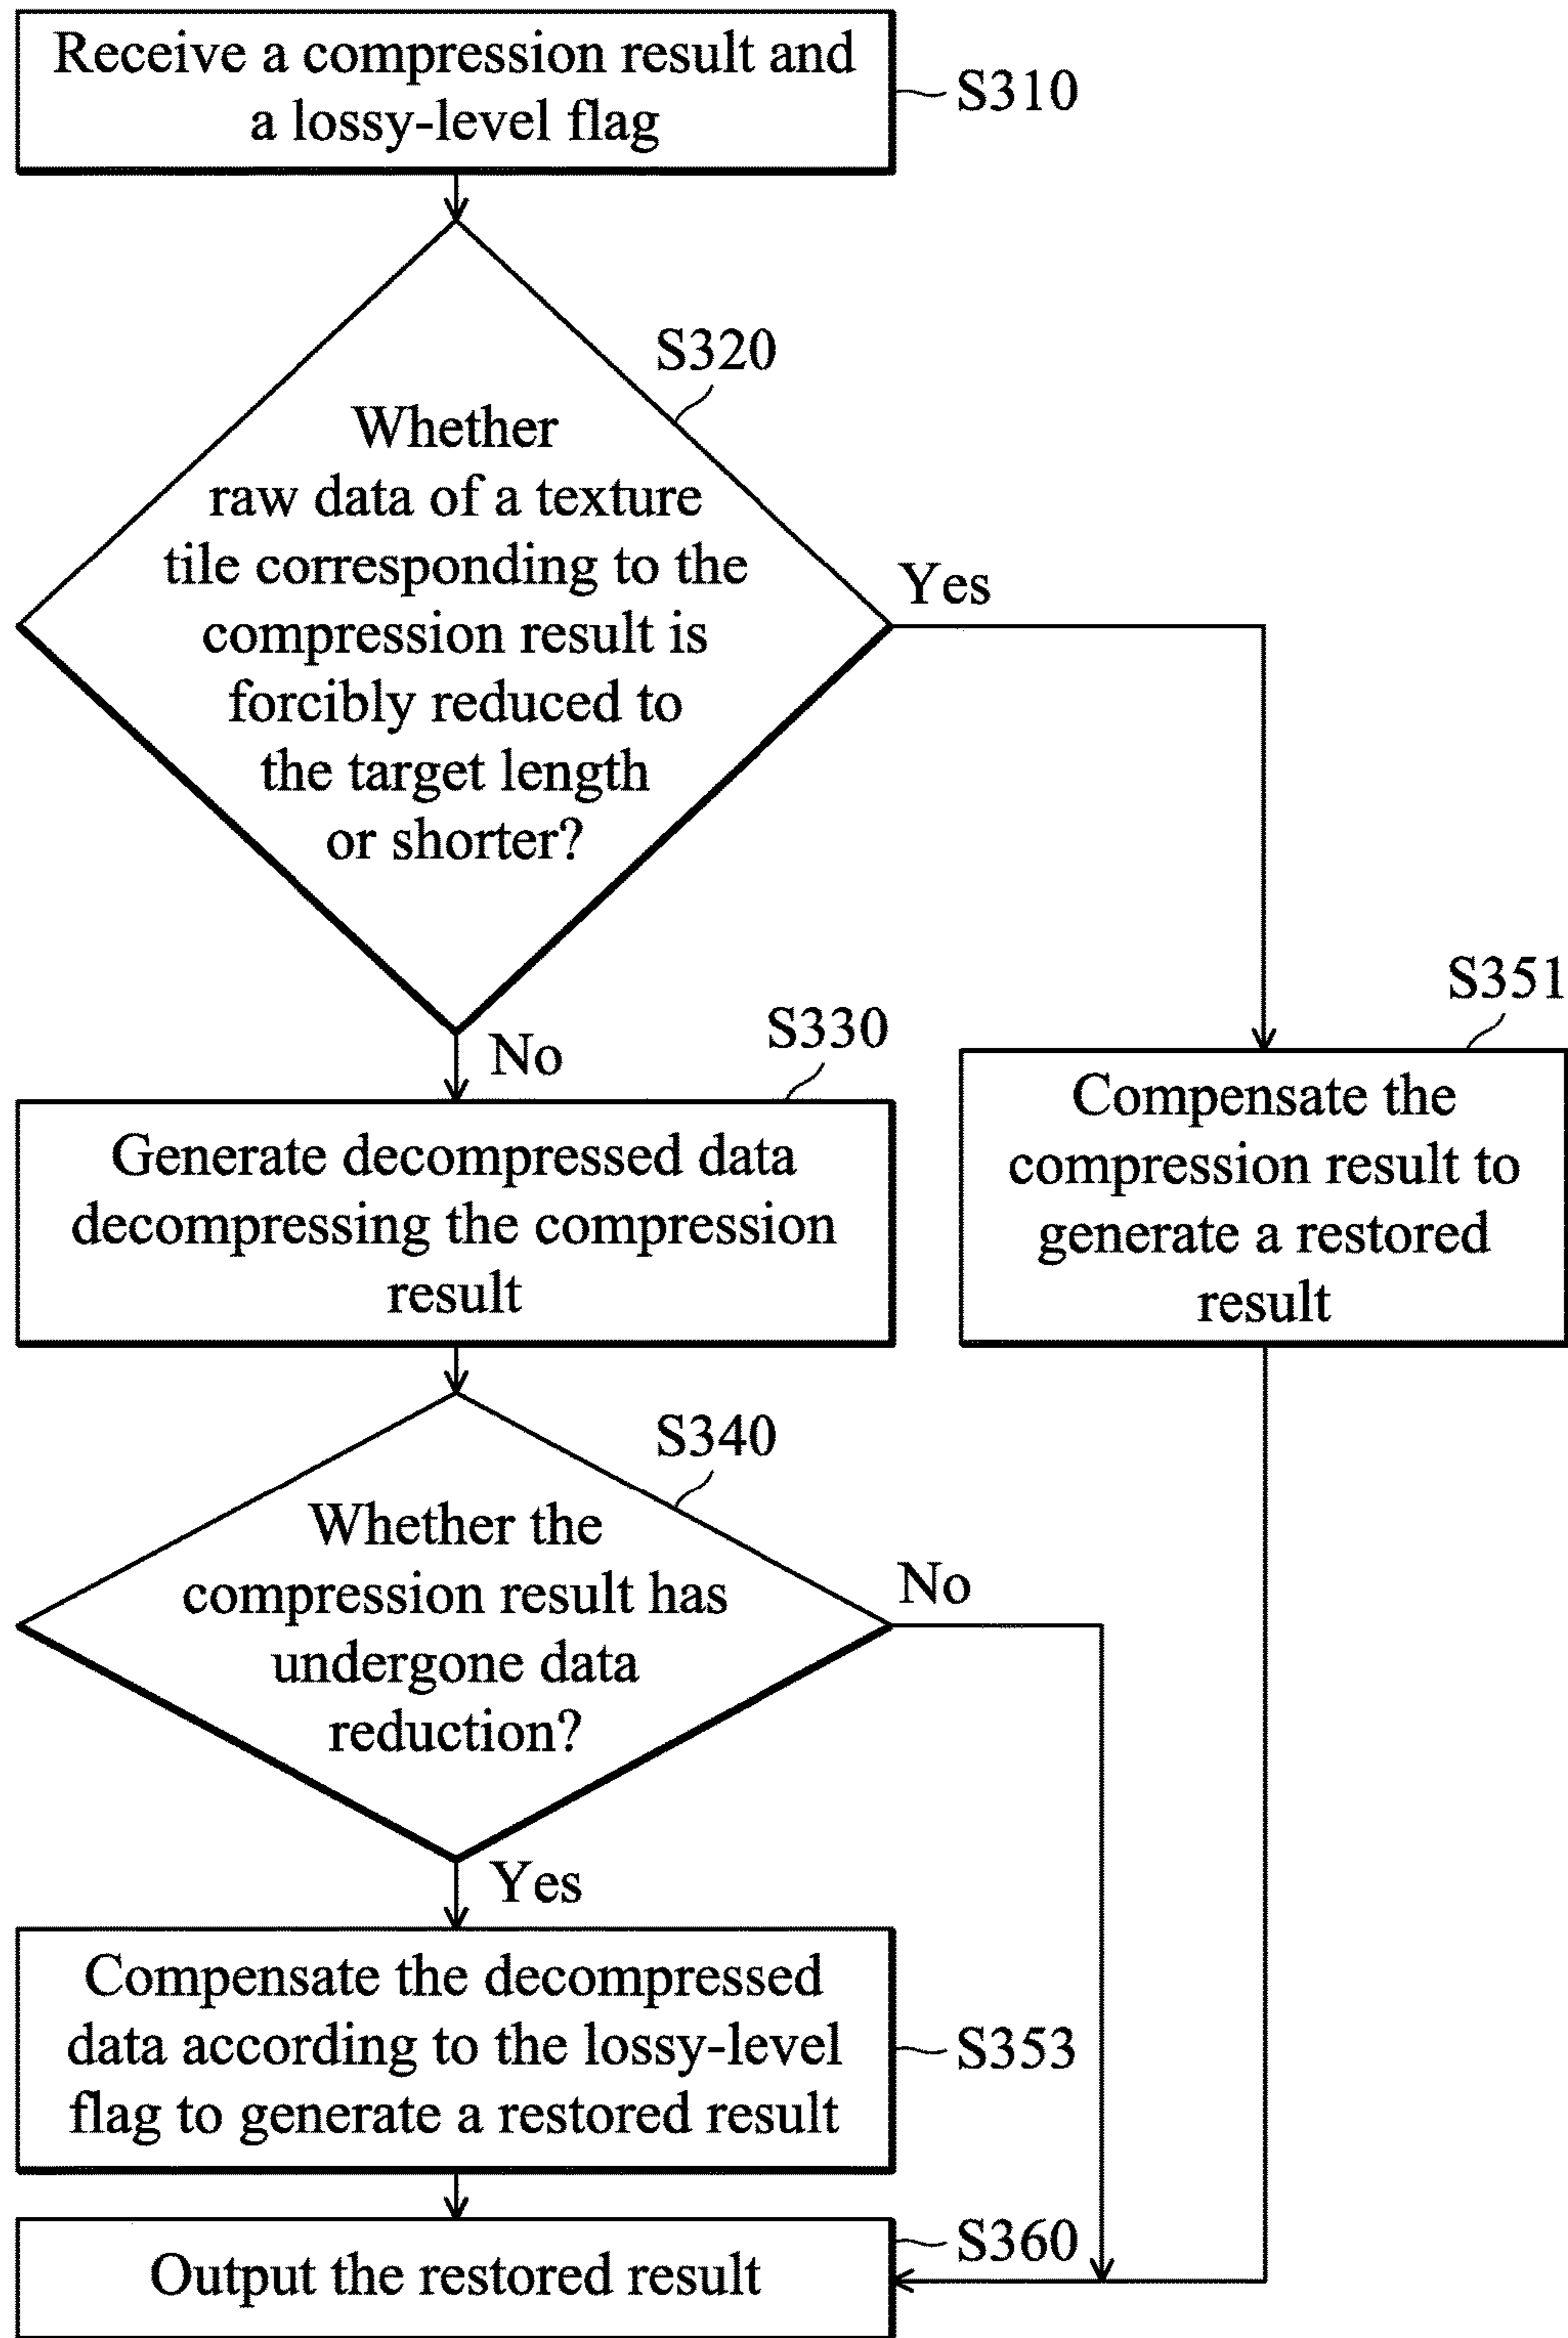 Receive a compression result and
a lossy-level flag
S310
S320
Whether
raw data of a texture
tile corresponding to the
compression result is
forcibly reduced to
the target length
or shorter?
Yes
No
S330
Generate decompressed data
decompressing the compression
result
S351
Compensate the
compression result to
generate a restored
result
S340
Whether the
compression result has
undergone data
reduction?
No
Yes
Compensate the decompressed
data according to the lossy-level
flag to generate a restored result
S353
Output the restored result
S360